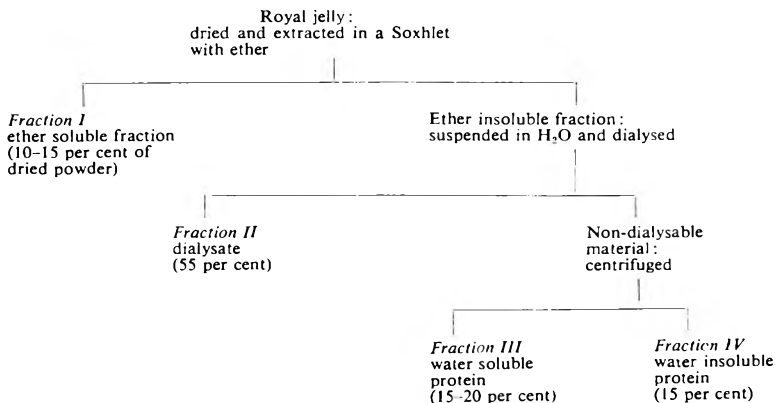 Royal jelly:
dried and extracted in a Soxhlet
with ether
Fraction I
ether soluble fraction
(10-15 per cent of
dried powder)
Ether insoluble fraction:
suspended in H₂O and dialysed
Fraction II
dialysate
(55 per cent)
Non-dialysable
material:
centrifuged
Fraction III
water soluble
protein
(15-20 per cent)
Fraction IV
water insoluble
protein
(15 per cent)